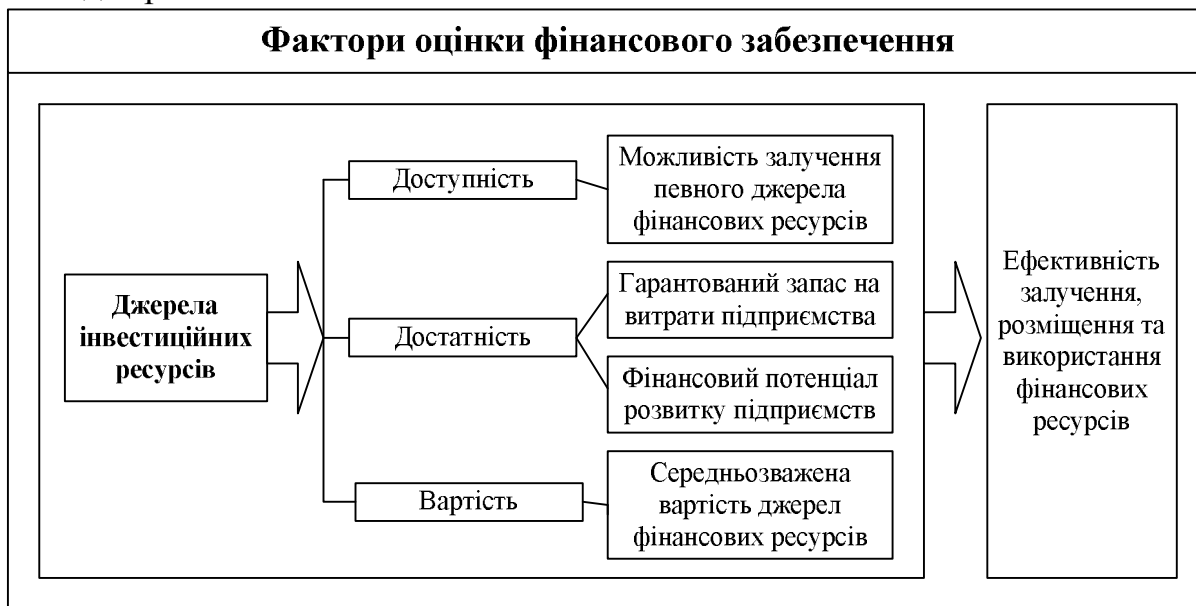 Фактори оцінки фінансового забезпечення
Джерела
інвестиційних
ресурсів
Доступність
Можливість залучення
певного джерела
фінансових ресурсів
Достатність
Гарантований запас на
витрати підприємства
Фінансовий потенціал
розвитку підприємств
Вартість
Середньозважена
вартість джерел
фінансових ресурсів
Ефективність
залучення,
розміщення та
використання
фінансових
ресурсів